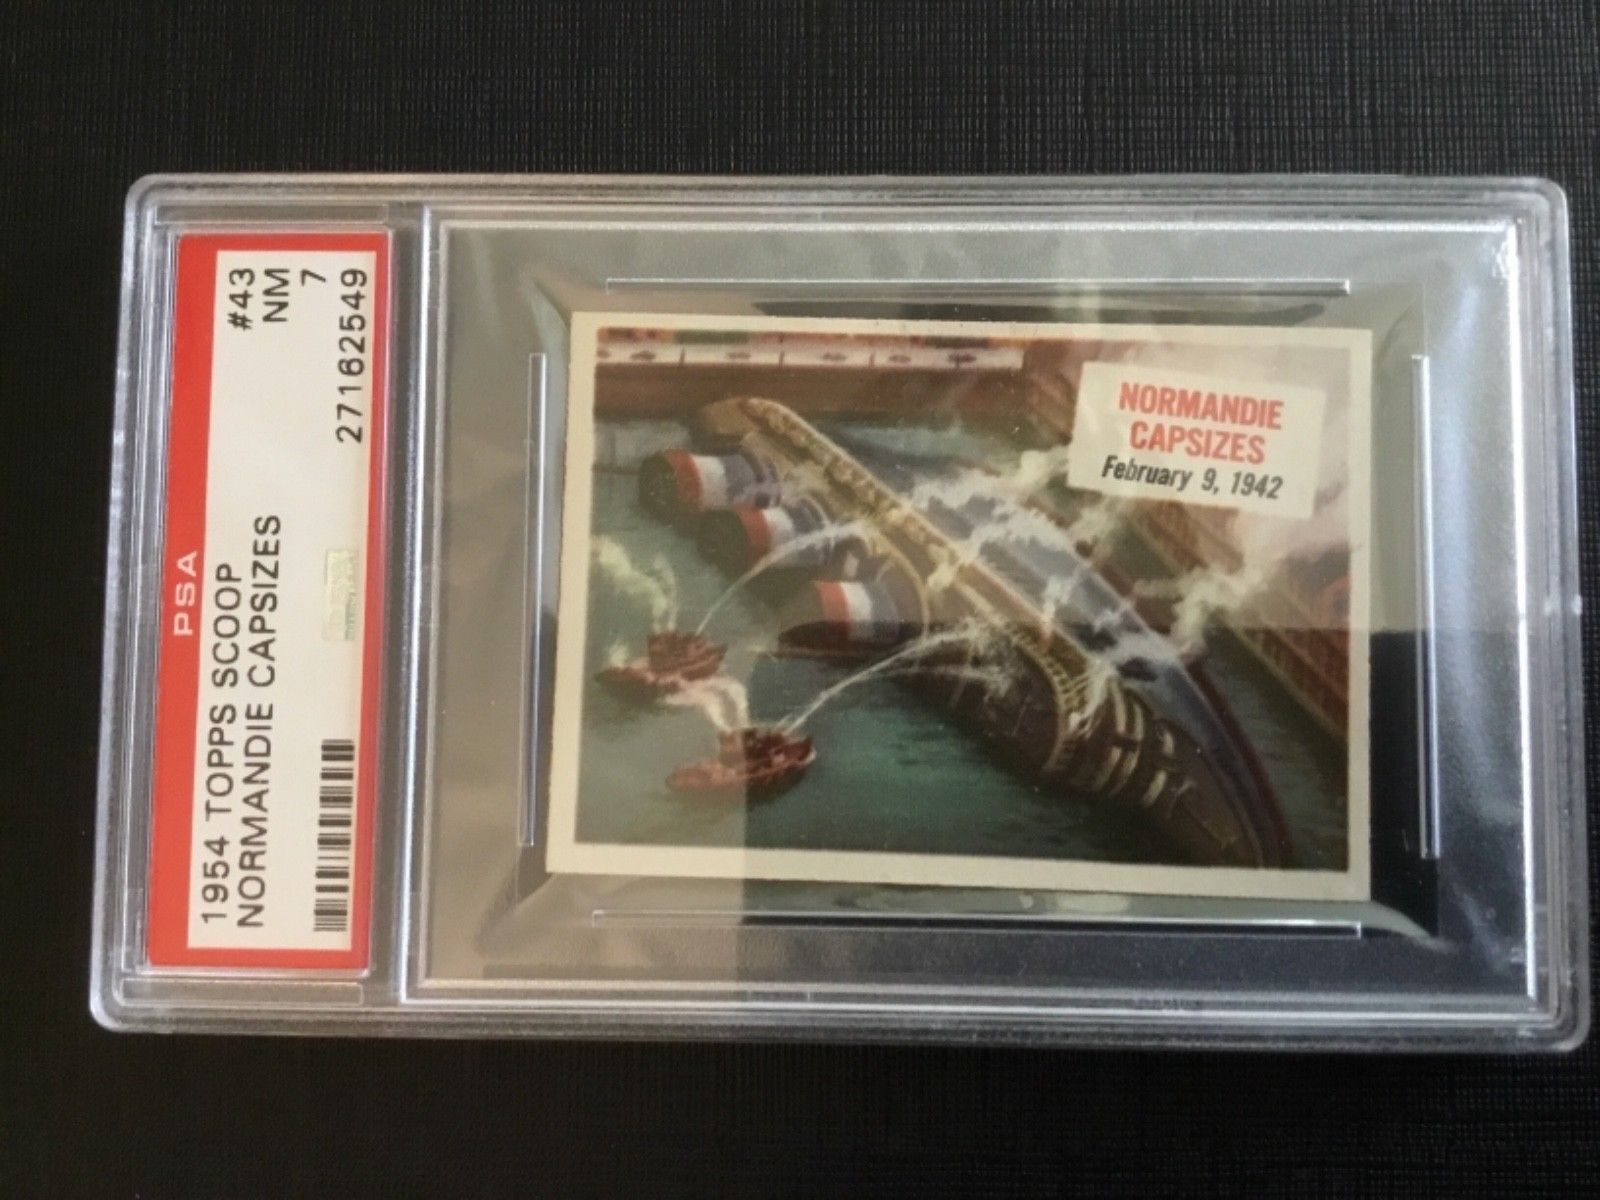 PSA
1954 TOPPS SCOOP #43
NORMANDIE CAPSIZES NM
7
27162549
NORMANDIE
CAPSIZES
February 9, 1942